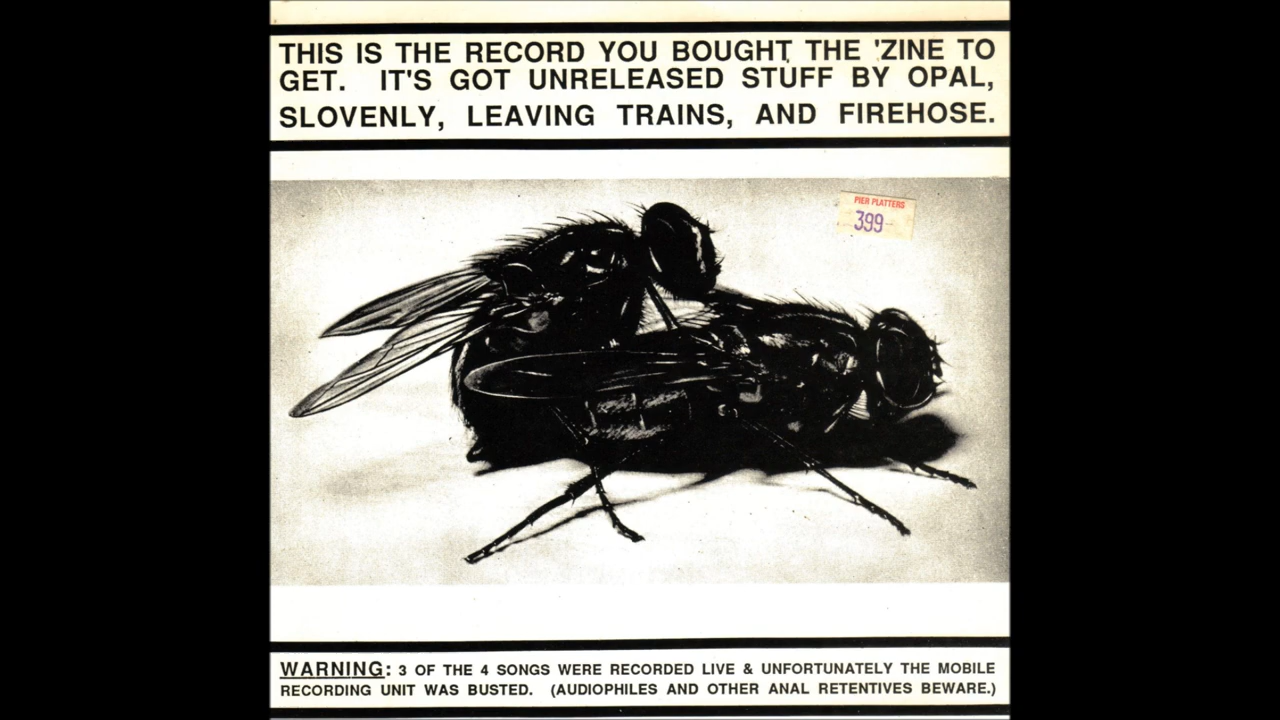 THIS IS THE RECORD YOU BOUGHT THE 'ZINE TO
GET. IT'S GOT UNRELEASED STUFF BY OPAL,
SLOVENLY, LEAVING TRAINS, AND FIREHOSE.
PIER PLATTERS
399
WARNING: 3 OF THE 4 SONGS WERE RECORDED LIVE & UNFORTUNATELY THE MOBILE
RECORDING UNIT WAS BUSTED. (AUDIOPHILES AND OTHER ANAL RETENTIVES BEWARE.)